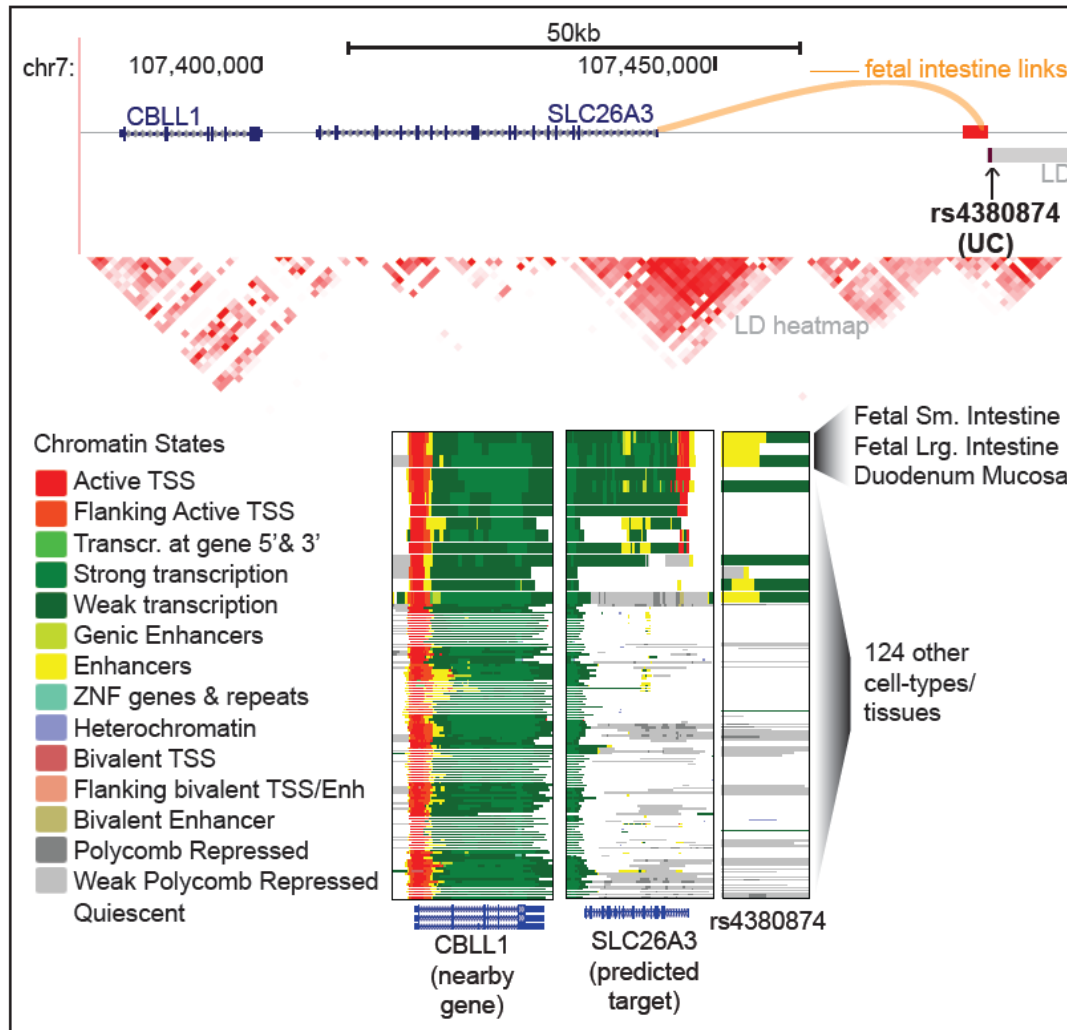 50kb
chr7:
107,400,000
107,450,000
fetal intestine links
CBLL1
SLC26A3
LD
rs4380874
(UC)
LD heatmap
Chromatin States
Active TSS
Flanking Active TSS
Transcr. at gene 5'& 3'
Strong transcription
Weak transcription
Genic Enhancers
Enhancers
ZNF genes & repeats
Heterochromatin
Bivalent TSS
Flanking bivalent TSS/Enh
Bivalent Enhancer
Polycomb Repressed
Weak Polycomb Repressed
Quiescent
Fetal Sm. Intestine
Fetal Lrg. Intestine
Duodenum Mucosa
124 other
cell-types/
tissues
CBLL1
(nearby
gene)
SLC26A3
(predicted
target)
rs4380874